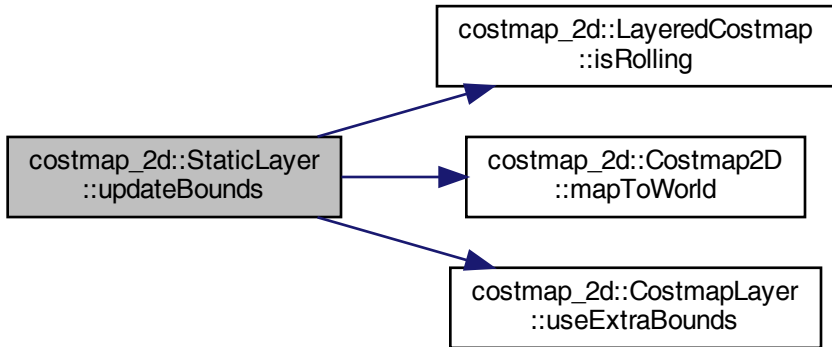 costmap_2d::LayeredCostmap
::isRolling
costmap_2d::StaticLayer
::updateBounds
costmap_2d::Costmap2D
::mapToWorld
costmap_2d::CostmapLayer
::useExtraBounds